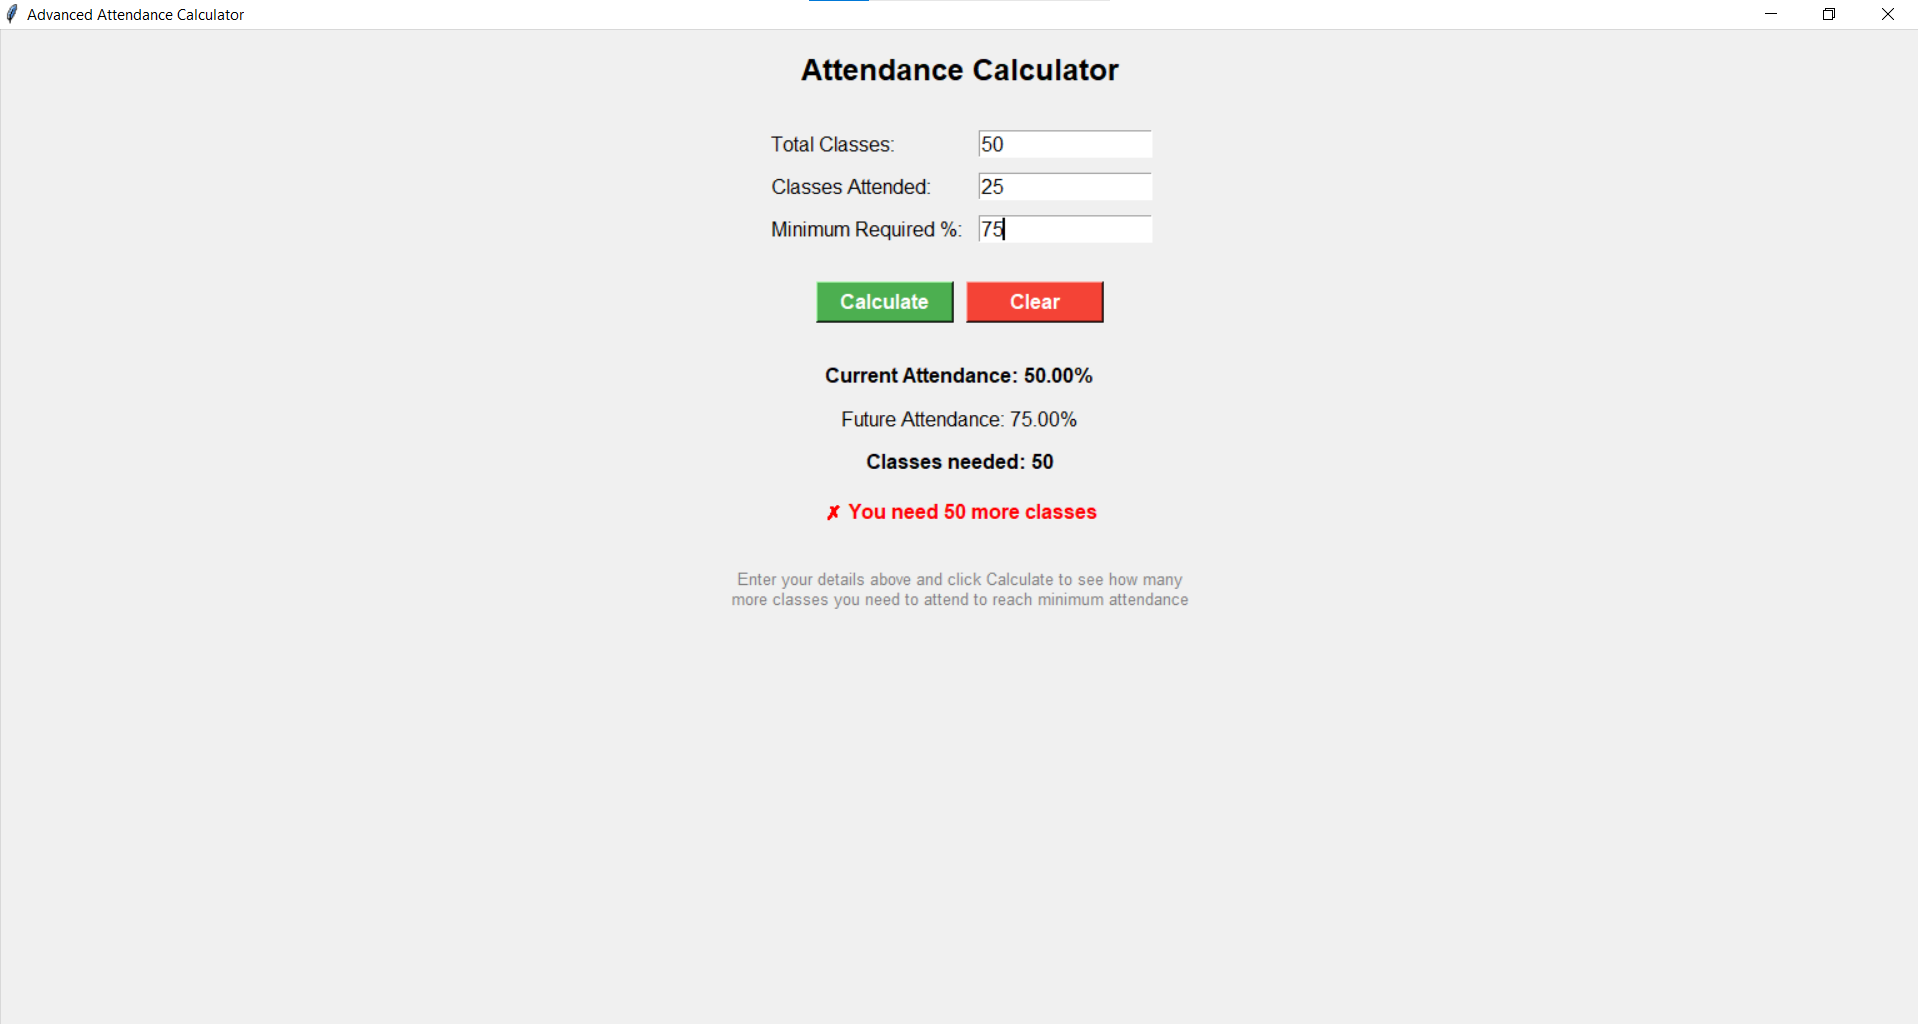 Advanced Attendance Calculator
Attendance Calculator
Total Classes: 50
Classes Attended: 25
Minimum Required %: 75
Calculate Clear
Current Attendance: 50.00%
Future Attendance: 75.00%
Classes needed: 50
✗ You need 50 more classes
Enter your details above and click Calculate to see how many
more classes you need to attend to reach minimum attendance